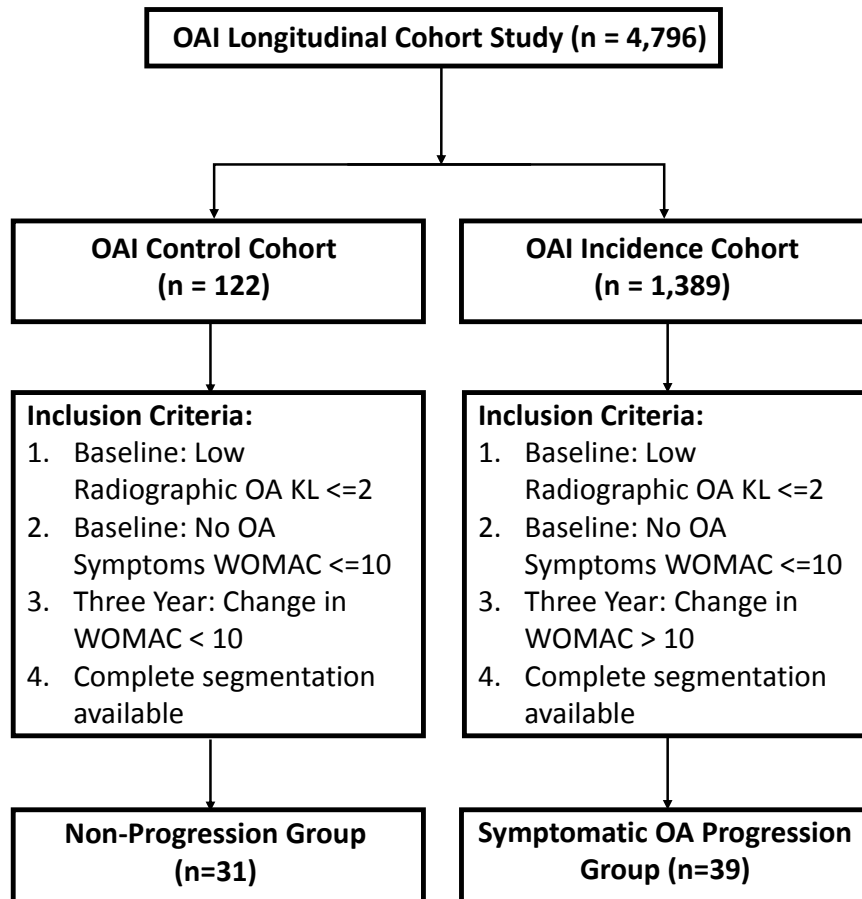 OAI Longitudinal Cohort Study (n = 4,796)
OAI Control Cohort
(n = 122)
OAI Incidence Cohort
(n = 1,389)
Inclusion Criteria:
1. Baseline: Low
Radiographic OA KL <=2
2. Baseline: No OA
Symptoms WOMAC <=10
3. Three Year: Change in
WOMAC < 10
4. Complete segmentation
available
Inclusion Criteria:
1. Baseline: Low
Radiographic OA KL <=2
2. Baseline: No OA
Symptoms WOMAC <=10
3. Three Year: Change in
WOMAC > 10
4. Complete segmentation
available
Non-Progression Group
(n=31)
Symptomatic OA Progression
Group (n=39)